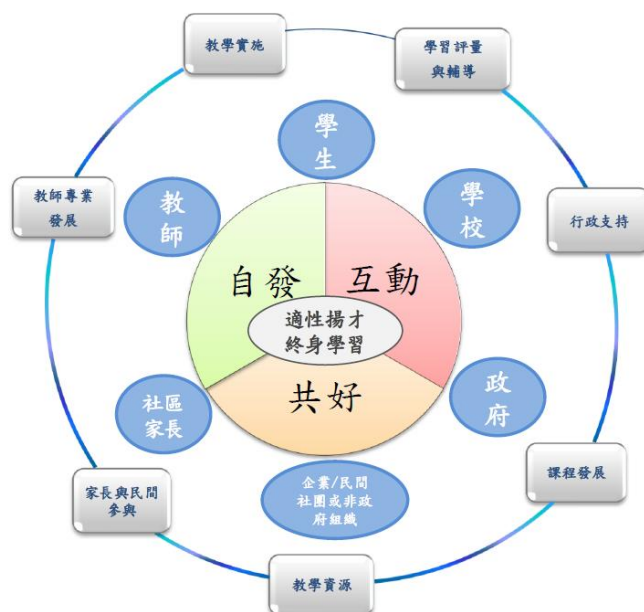 教學實施
學習評量
與輔導
學
生
教師專業
發展
教
師
學
校
行政支持
自發
互動
適性揚才
終身學習
共好
社區
家長
政
府
家長與民間
參與
企業/民間
社團或非政
府組織
課程發展
教學資源